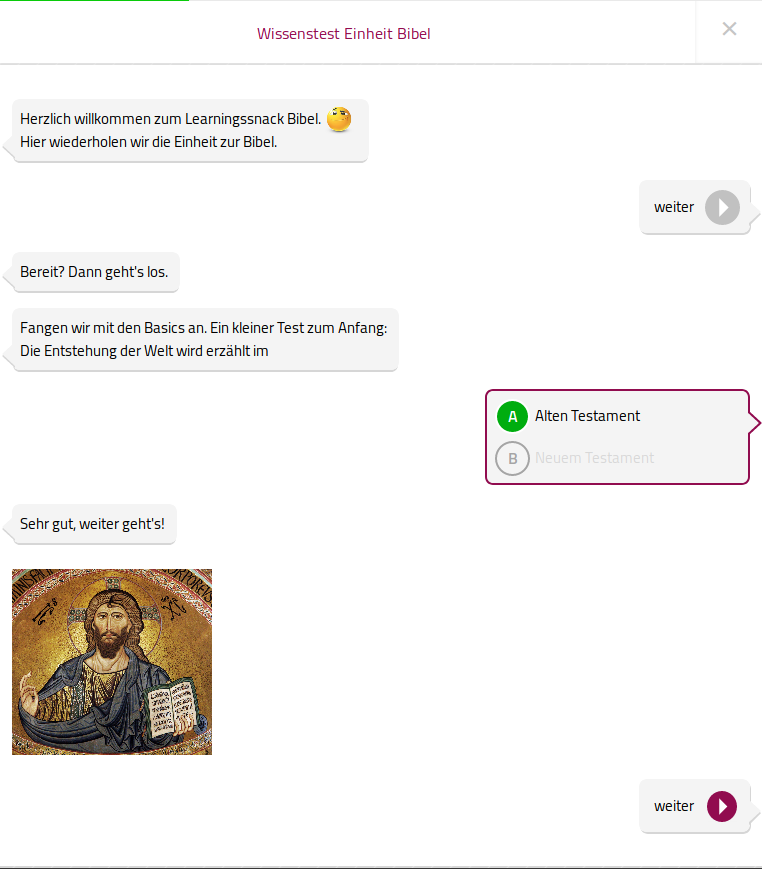 Wissenstest Einheit Bibel
Herzlich willkommen zum Learningssnack Bibel.
Hier wiederholen wir die Einheit zur Bibel.
weiter
Bereit? Dann geht's los.
Fangen wir mit den Basics an. Ein kleiner Test zum Anfang:
Die Entstehung der Welt wird erzählt im
A Alten Testament
B Neuem Testament
Sehr gut, weiter geht's!
weiter